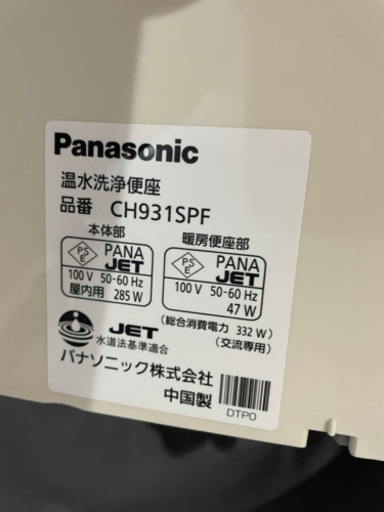 Panasonic
温水洗浄便座
品番 CH931SPF
本体部
PS E PANA JET
100 V 50-60 Hz
屋内用 285 W
暖房便座部
PS E PANA JET
100 V 50-60 Hz
47 W
(総合消費電力 332 W)
(交流専用)
JET
水道法基準適合
パナソニック株式会社
中国製
DTP0